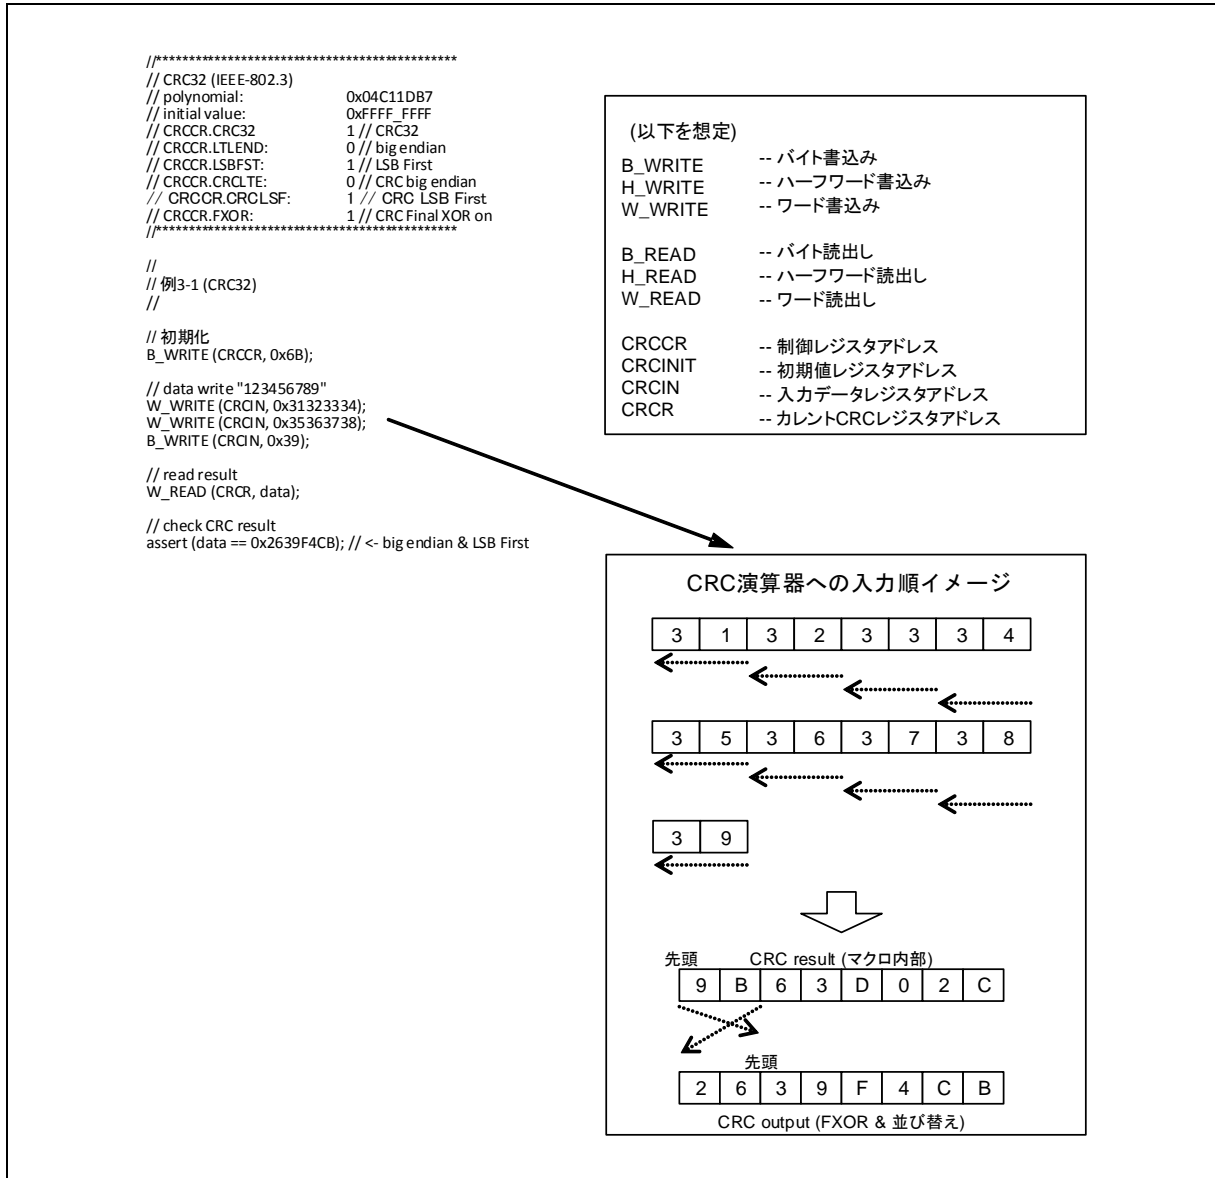 //**********************************************
// CRC32 (IEEE-802.3)
// polynomial: 0x04C11DB7
// initial value: 0xFFFF_FFFF
// CRCCR.CRC32 1 // CRC32
// CRCCR.LTLEND: 0 // big endian
// CRCCR.LSBFST: 1 // LSB First
// CRCCR.CRCLTE: 0 // CRC big endian
// CRCCR.CRCLSF: 1 // CRC LSB First
// CRCCR.FXOR: 1 // CRC Final XOR on
//**********************************************
//
// 例3-1 (CRC32)
//
// 初期化
B_WRITE (CRCCR, 0x6B);
// data write "123456789"
W_WRITE (CRCIN, 0x31323334);
W_WRITE (CRCIN, 0x35363738);
B_WRITE (CRCIN, 0x39);
// read result
W_READ (CRCR, data);
// check CRC result
assert (data == 0x2639F4CB); // <- big endian & LSB First
(以下を想定)
B_WRITE -- バイト書込み
H_WRITE -- ハーフワード書込み
W_WRITE -- ワード書込み
B_READ -- バイト読出し
H_READ -- ハーフワード読出し
W_READ -- ワード読出し
CRCCR -- 制御レジスタアドレス
CRCINIT -- 初期値レジスタアドレス
CRCIN -- 入力データレジスタアドレス
CRCR -- カレントCRCレジスタアドレス
CRC演算器への入力順イメージ
3 1 3 2 3 3 3 4
3 5 3 6 3 7 3 8
3 9
先頭 CRC result (マクロ内部)
9 B 6 3 D 0 2 C
先頭
2 6 3 9 F 4 C B
CRC output (FXOR & 並び替え)